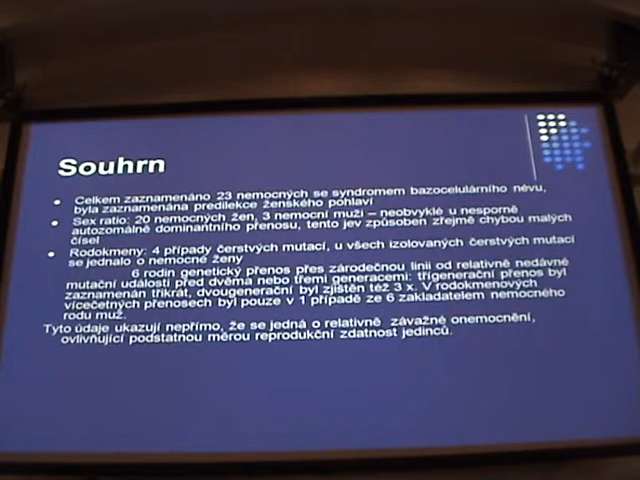 Souhrn
Celkem zaznamenáno 23 nemocných se syndromem bazocelulárního névu,
byla zaznamenána predilekce ženského pohlaví
Sex ratio: 20 nemocných žen, 3 nemocní muži – neobvyklé u nesporně
autozomálně dominantního přenosu, tento jev způsoben zřejmě chybou malých
čísel
Rodokmeny: 4 případy čerstvých mutací, u všech izolovaných čerstvých mutací
se jednalo o nemocné ženy
6 rodin genetický přenos přes zárodečnou linii od relativně nedávné
mutační události před dvěma nebo třemi generacemi: třígenerační přenos byl
zaznamenán třikrát, dvougenerační byl zjištěn též 3 x. V rodokmenových
vícečetných přenosech byl pouze v 1 případě ze 6 zakladatelem nemocného
rodu muž.
Tyto údaje ukazují nepřímo, že se jedná o relativně závažné onemocnění,
ovlivňující podstatnou měrou reprodukční zdatnost jedinců.